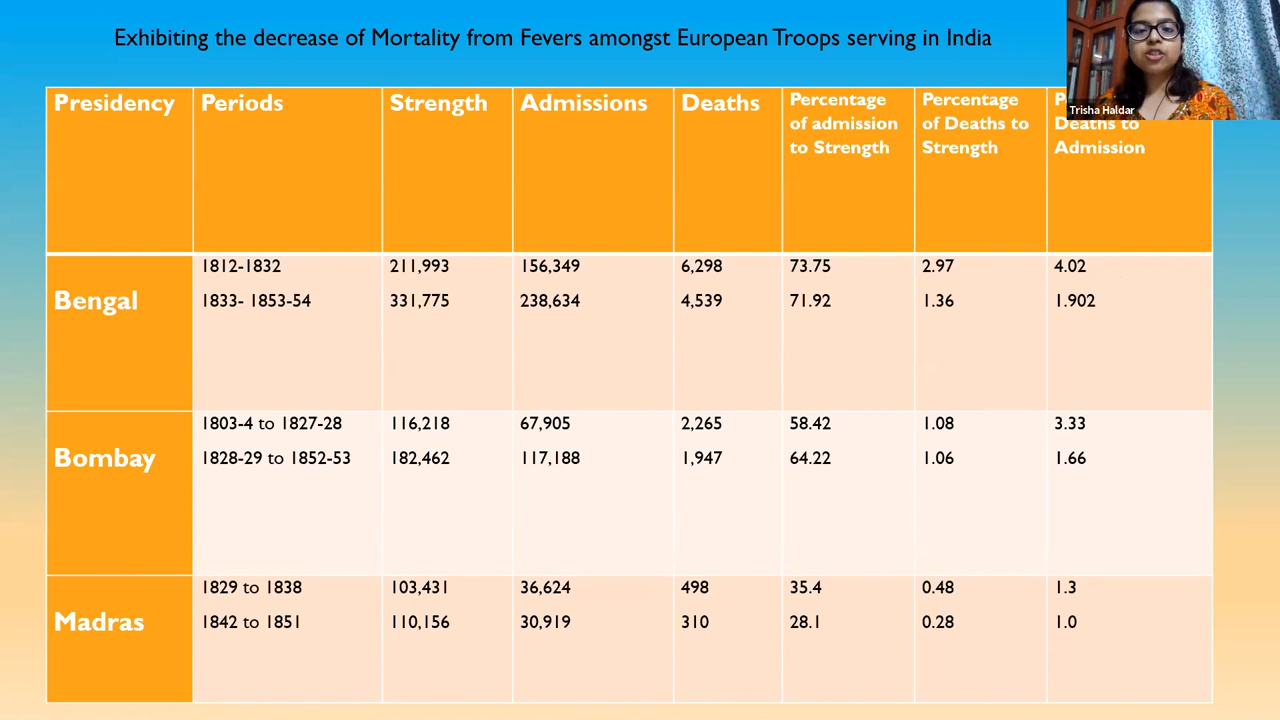 Exhibiting the decrease of Mortality from Fevers amongst European Troops serving in India
Trisha Haldar
Presidency Periods Strength Admissions Deaths Percentage of admission to Strength Percentage of Deaths to Strength Deaths to Admission
Bengal
1812-1832 211,993 156,349 6,298 73.75 2.97 4.02
1833- 1853-54 331,775 238,634 4,539 71.92 1.36 1.902
Bombay
1803-4 to 1827-28 116,218 67,905 2,265 58.42 1.08 3.33
1828-29 to 1852-53 182,462 117,188 1,947 64.22 1.06 1.66
Madras
1829 to 1838 103,431 36,624 498 35.4 0.48 1.3
1842 to 1851 110,156 30,919 310 28.1 0.28 1.0